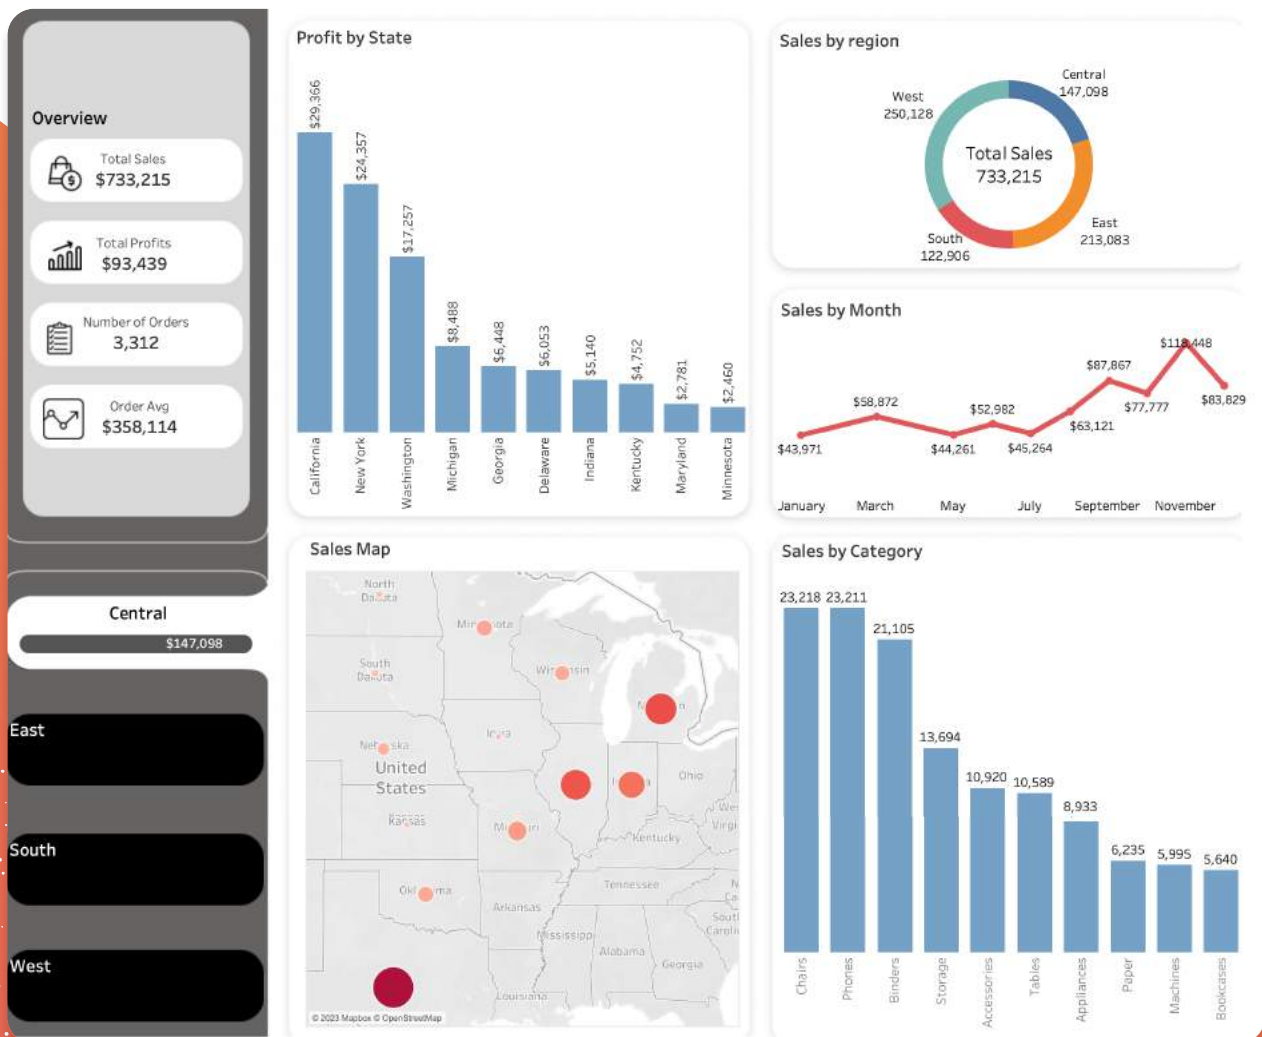 Overview
Total Sales
$733,215
Total Profits
$93,439
Number of Orders
3,312
Order Avg
$358,114
Central
$147,098
East
South
West
Profit by State
$29,366
$24,357
$17,257
$8,488
$6,448
$6,053
$5,140
$4,752
$2,781
$2,460
California
New York
Washington
Michigan
Georgia
Delaware
Indiana
Kentucky
Maryland
Minnesota
Sales by region
Central
147,098
West
250,128
Total Sales
733,215
East
213,083
South
122,906
Sales by Month
$118,448
$87,867
$58,872
$52,982
$77,777
$83,829
$63,121
$43,971
$44,261
$45,264
January March May July September November
Sales Map
North
South
United
States
Kansas
Ohio
Kentucky
Tennessee
Arkansas
Mississippi
Alabama
Georgia
Louisiana
© 2023 Mapbox © OpenStreetMap
Sales by Category
23,218 23,211
21,105
13,694
10,920
10,589
8,933
6,235
5,995
5,640
Chairs
Phones
Binders
Storage
Accessories
Tables
Appliances
Paper
Machines
Bookcases